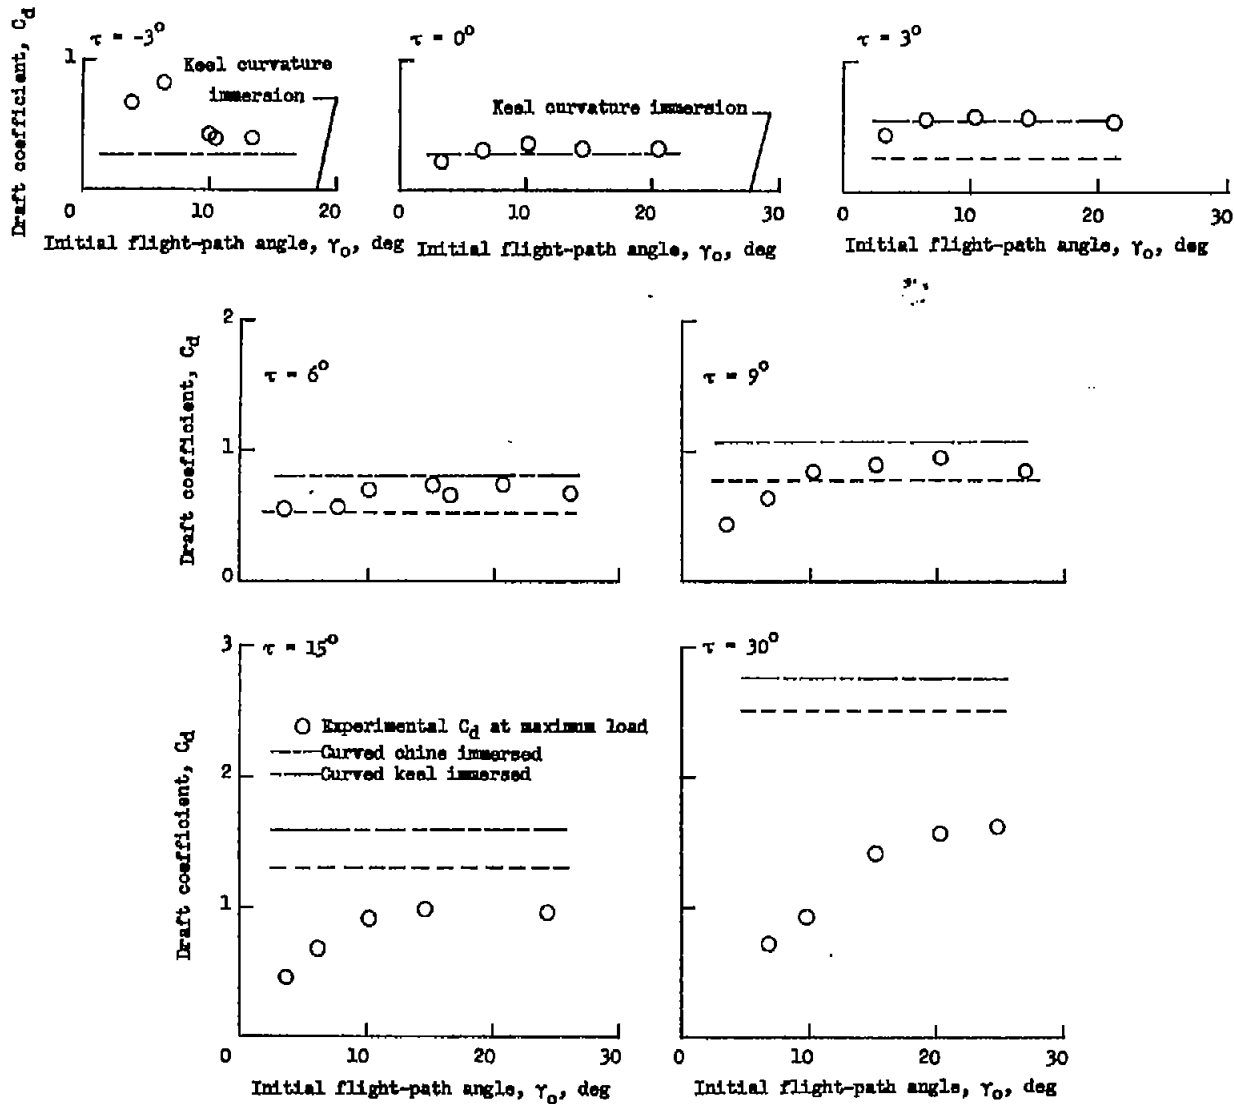 Draft coefficient, Cd
τ = -3°
1
Keel curvature
immersion
0
10
20
Initial flight-path angle, γo, deg
τ = 0°
Keel curvature immersion
0
10
20
30
Initial flight-path angle, γo, deg
τ = 3°
0
10
20
30
Initial flight-path angle, γo, deg
Draft coefficient, Cd
2
1
0
τ = 6°
τ = 9°
Draft coefficient, Cd
3
2
1
τ = 15°
Experimental Cd at maximum load
Curved chine immersed
Curved keel immersed
0
10
20
30
Initial flight-path angle, γo, deg
τ = 30°
0
10
20
30
Initial flight-path angle, γo, deg